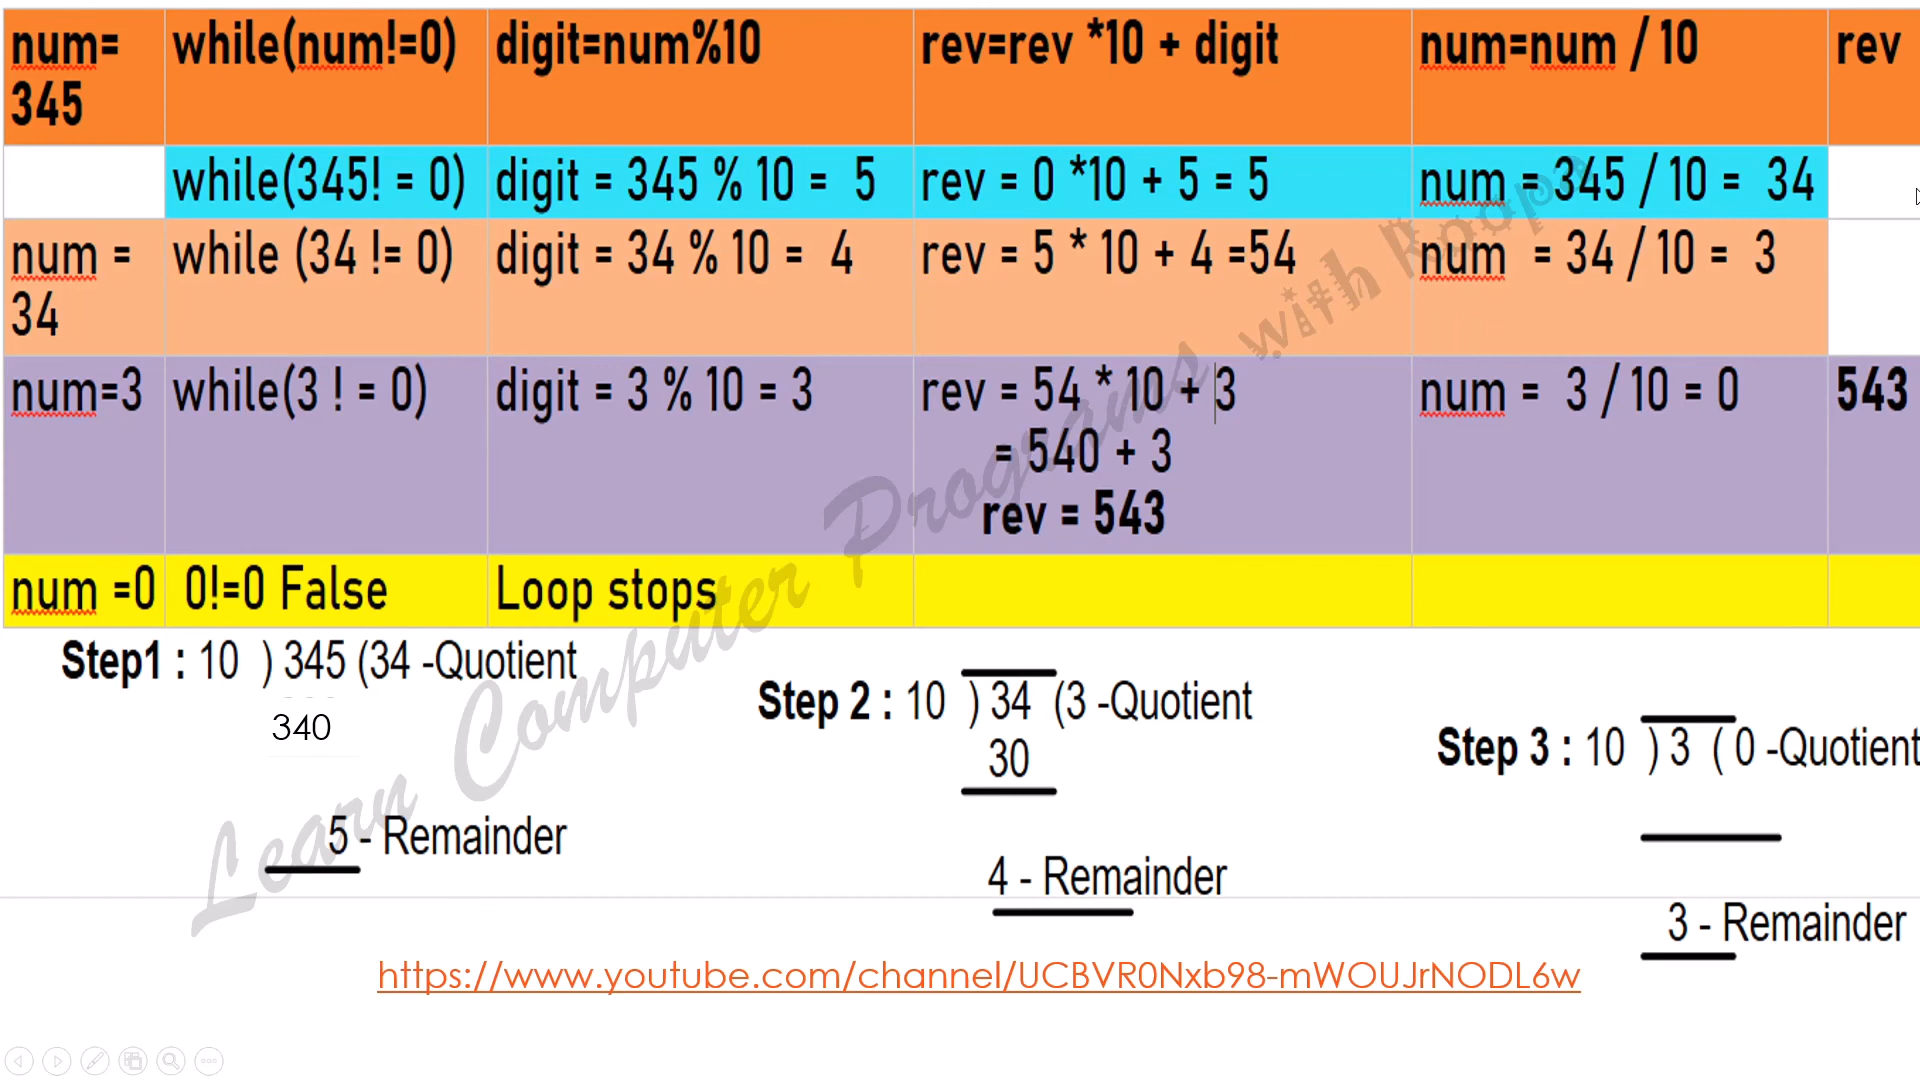 num=
345
while(num!=0)
digit=num%10
rev=rev *10 + digit
num=num / 10
rev
while(345! = 0)
digit = 345 % 10 = 5
rev = 0 *10 + 5 = 5
num = 345 / 10 = 34
num =
34
while (34 != 0)
digit = 34 % 10 = 4
rev = 5 * 10 + 4 =54
num = 34 / 10 = 3
num=3
while(3 ! = 0)
digit = 3 % 10 = 3
rev = 54 * 10 + 3
= 540 + 3
rev = 543
num = 3 / 10 = 0
543
num =0
0!=0 False
Loop stops
Step1 : 10 ) 345 (34 -Quotient
340
5 - Remainder
Step 2 : 10 ) 34 (3 -Quotient
30
4 - Remainder
Step 3 : 10 ) 3 ( 0 -Quotient
3 - Remainder
Learn Computer Programs with Roopa
https://www.youtube.com/channel/UCBVR0Nxb98-mWOUJrNODL6w